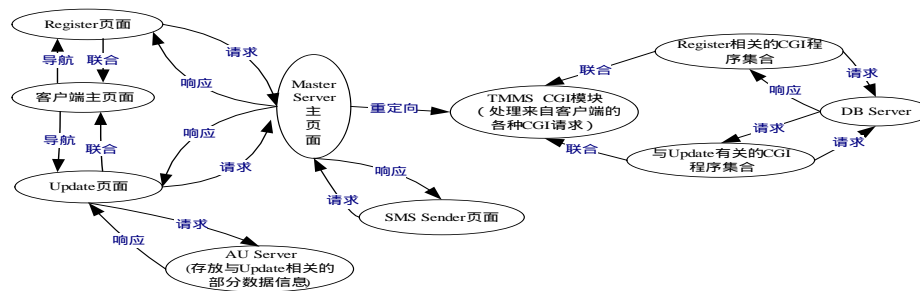 Register页面
请求
导航
联合
响应
客户端主页面
导航
联合
响应
请求
Update页面
请求
响应
AU Server
(存放与Update相关的
部分数据信息)
Master
Server
主
页
面
重定向
响应
请求
SMS Sender页面
TMMS CGI模块
(处理来自客户端的
各种CGI请求)
联合
联合
Register相关的CGI程
序集合
请求
响应
DB Server
请求
请求
与Update有关的CGI
程序集合